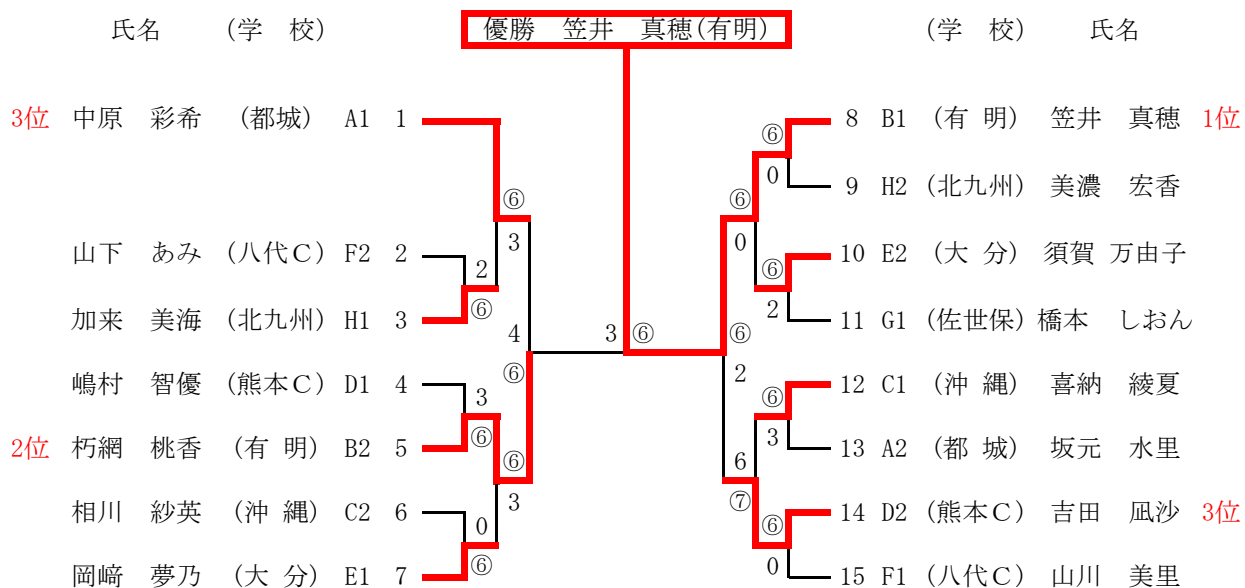 氏名 (学 校) 優勝 笠井 真穂(有明) (学 校) 氏名
3位 中原 彩希 (都城) A1 1
⑥
3
山下 あみ (八代C) F2 2
2
⑥
加来 美海 (北九州) H1 3
4
⑥
嶋村 智優 (熊本C) D1 4
3
⑥
2位 朽網 桃香 (有 明) B2 5
⑥
3
相川 紗英 (沖 縄) C2 6
0
⑥
岡﨑 夢乃 (大 分) E1 7
3 ⑥
8 B1 (有 明) 笠井 真穂 1位
⑥
0
9 H2 (北九州) 美濃 宏香
⑥
0
10 E2 (大 分) 須賀 万由子
⑥
2
11 G1 (佐世保) 橋本 しおん
⑥
2
12 C1 (沖 縄) 喜納 綾夏
⑥
3
13 A2 (都 城) 坂元 水里
6
⑦
14 D2 (熊本C) 吉田 凪沙 3位
⑥
0
15 F1 (八代C) 山川 美里